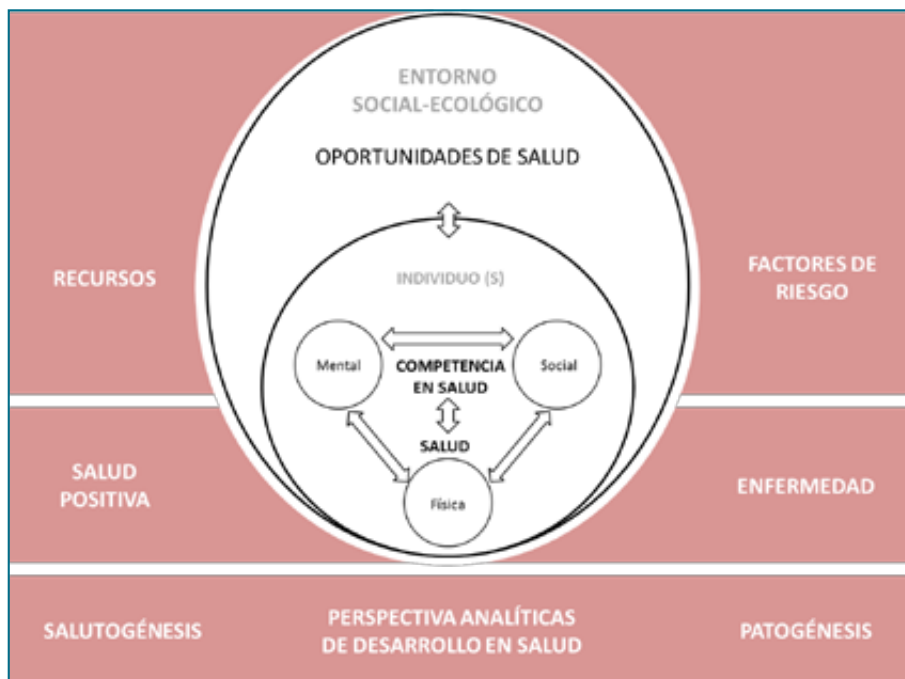 ENTORNO
SOCIAL-ECOLÓGICO
OPORTUNIDADES DE SALUD
RECURSOS
FACTORES DE
RIESGO
INDIVIDUO (S)
Mental
Social
COMPETENCIA
EN SALUD
SALUD
Física
SALUD
POSITIVA
ENFERMEDAD
SALUTOGÉNESIS
PERSPECTIVA ANALÍTICAS
DE DESARROLLO EN SALUD
PATOGÉNESIS